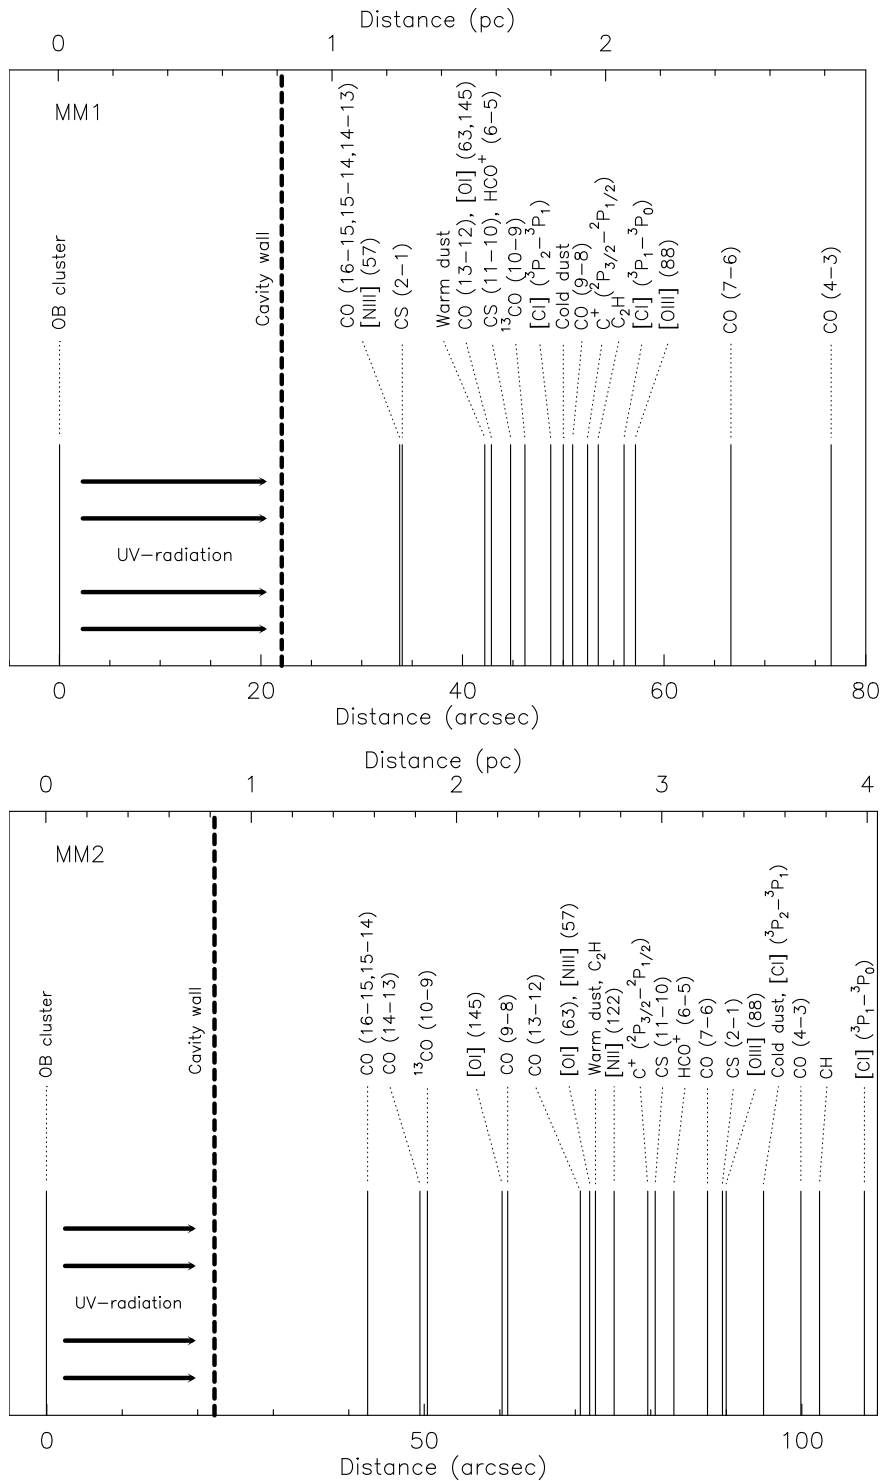 Distance (pc)
0 1 2
MM1
OB cluster
Cavity wall
CO (16−15,15−14,14−13)
[NIII] (57)
CS (2−1)
Warm dust
CO (13−12), [OI] (63,145)
CS (11−10), HCO⁺ (6−5)
¹³CO (10−9)
[CI] (³P₂−³P₁)
Cold dust
CO (9−8)
C⁺ (²P₃/₂−²P₁/₂)
C₂H
[CI] (³P₁−³P₀)
[OIII] (88)
CO (7−6)
CO (4−3)
UV−radiation
0 20 40 60 80
Distance (arcsec)
Distance (pc)
0 1 2 3 4
MM2
OB cluster
Cavity wall
CO (16−15,15−14)
CO (14−13)
¹³CO (10−9)
[OI] (145)
CO (9−8)
CO (13−12)
[OI] (63), [NIII] (57)
Warm dust, C₂H
[NII] (122)
C⁺ (²P₃/₂−²P₁/₂)
CS (11−10)
HCO⁺ (6−5)
CO (7−6)
CS (2−1)
[OIII] (88)
Cold dust, [CI] (³P₂−³P₁)
CO (4−3)
CH
[CI] (³P₁−³P₀)
UV−radiation
0 50 100
Distance (arcsec)